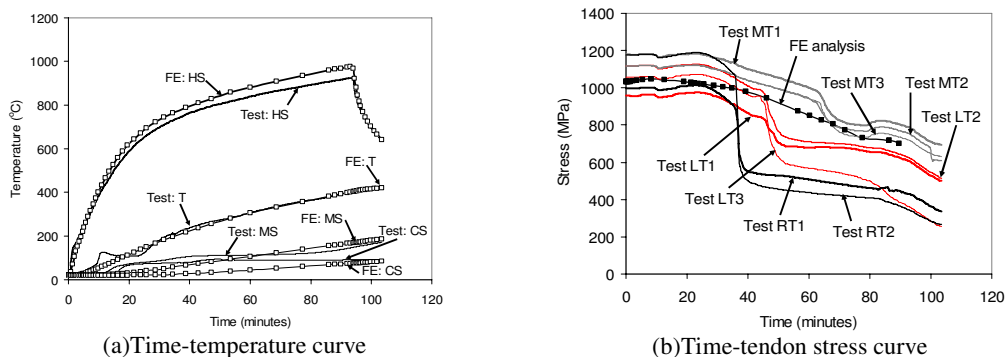 1200
1000
800
600
400
200
0
0
20
40
60
80
100
120
Temperature (°C)
Time (minutes)
FE: HS
Test: HS
FE: T
Test: T
FE: MS
Test: MS
Test: CS
FE: CS
(a)Time-temperature curve
1400
1200
1000
800
600
400
200
0
0
20
40
60
80
100
120
Stress (MPa)
Time (minutes)
Test MT1
FE analysis
Test MT2
Test MT3
Test LT2
Test LT1
Test LT3
Test RT1
Test RT2
(b)Time-tendon stress curve